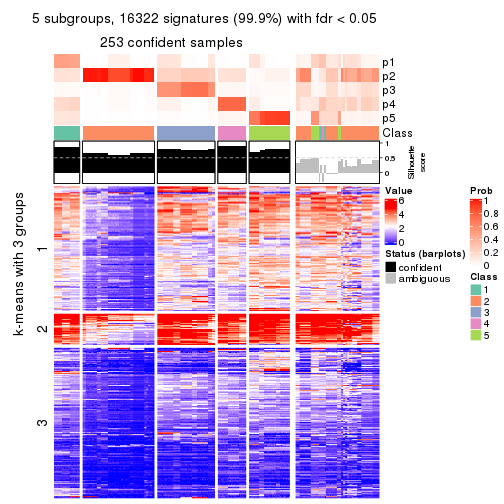 5 subgroups, 16322 signatures (99.9%) with fdr < 0.05
253 confident samples
p1
p2
p3
p4
p5
Class
1
0.5
0
Silhouette
score
k-means with 3 groups
1
2
3
Value
6
4
2
0
Status (barplots)
confident
ambiguous
Prob
1
0.8
0.6
0.4
0.2
0
Class
1
2
3
4
5